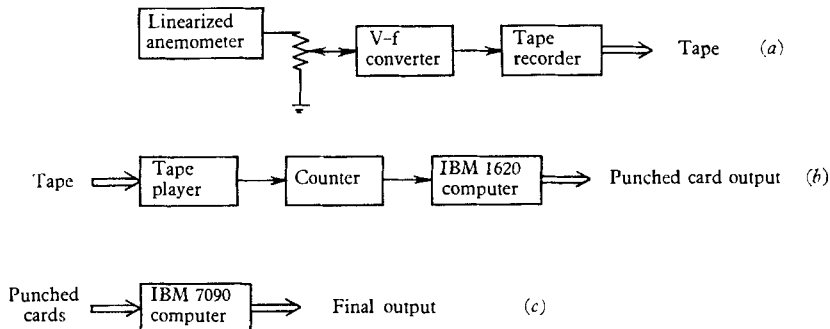 Linearized
anemometer
V-f
converter
Tape
recorder
Tape
(a)
Tape
Tape
player
Counter
IBM 1620
computer
Punched card output
(b)
Punched
cards
IBM 7090
computer
Final output
(c)